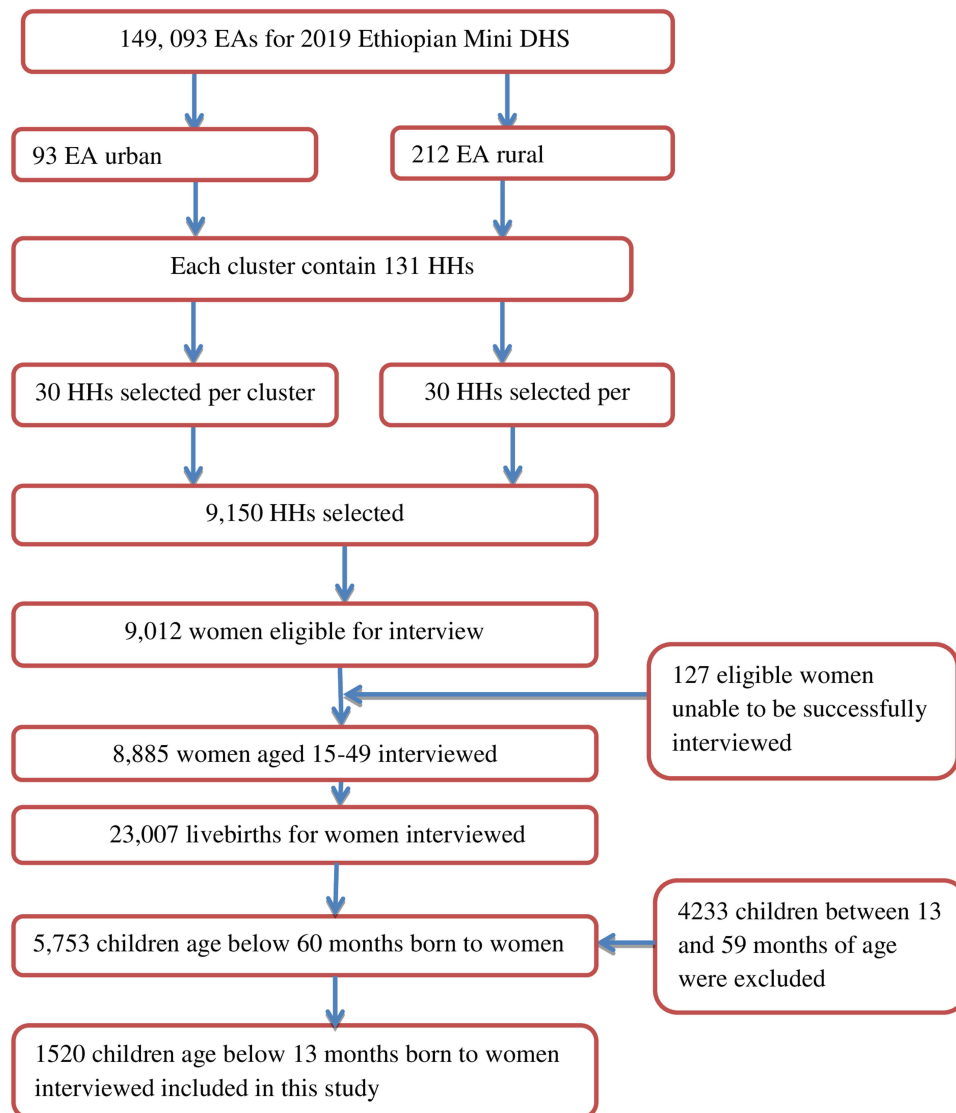 149, 093 EAs for 2019 Ethiopian Mini DHS
93 EA urban
212 EA rural
Each cluster contain 131 HHs
30 HHs selected per cluster
30 HHs selected per
9,150 HHs selected
9,012 women eligible for interview
127 eligible women
unable to be successfully
interviewed
8,885 women aged 15-49 interviewed
23,007 livebirths for women interviewed
5,753 children age below 60 months born to women
4233 children between 13
and 59 months of age
were excluded
1520 children age below 13 months born to women
interviewed included in this study